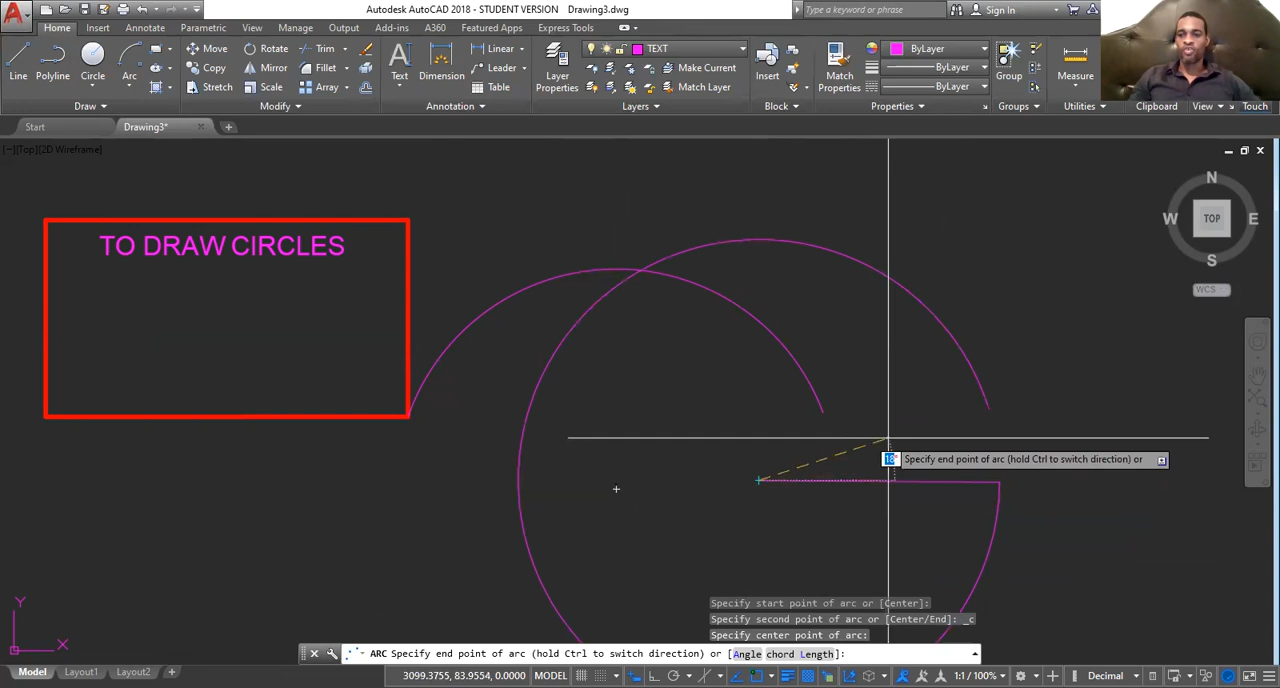 Autodesk AutoCAD 2018 - STUDENT VERSION Drawing3.dwg
Type a keyword or phrase
Sign In
Home Insert Annotate Parametric View Manage Output Add-ins A360 Featured Apps Express Tools
Line Polyline Circle Arc
Move Rotate Trim
Copy Mirror Fillet
Stretch Scale Array
Text Dimension
Linear
Leader
Table
Layer Properties
TEXT
Make Current
Match Layer
Insert
Match Properties
ByLayer
ByLayer
ByLayer
Group
Measure
Draw Modify Annotation Layers Block Properties Groups Utilities Clipboard View Touch
Start Drawing3*
[−][Top][2D Wireframe]
N
W TOP E
S
WCS
TO DRAW CIRCLES
18° Specify end point of arc (hold Ctrl to switch direction) or
Y
X
Specify start point of arc or [Center]:
Specify second point of arc or [Center/End]: _c
Specify center point of arc:
ARC Specify end point of arc (hold Ctrl to switch direction) or [Angle chord Length]:
Model Layout1 Layout2
3099.3755, 83.9554, 0.0000 MODEL 1:1 / 100% Decimal